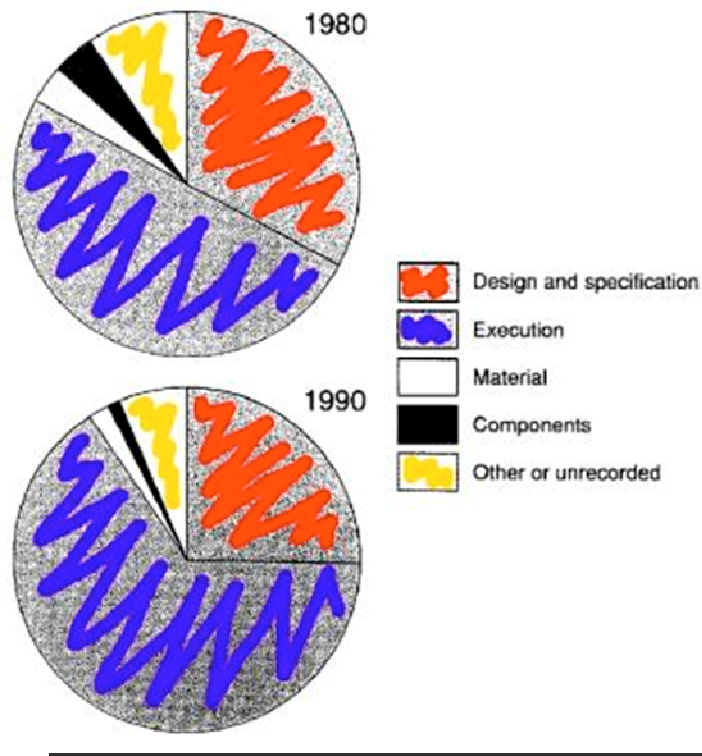 1980
Design and specification
Execution
Material
Components
Other or unrecorded
1990